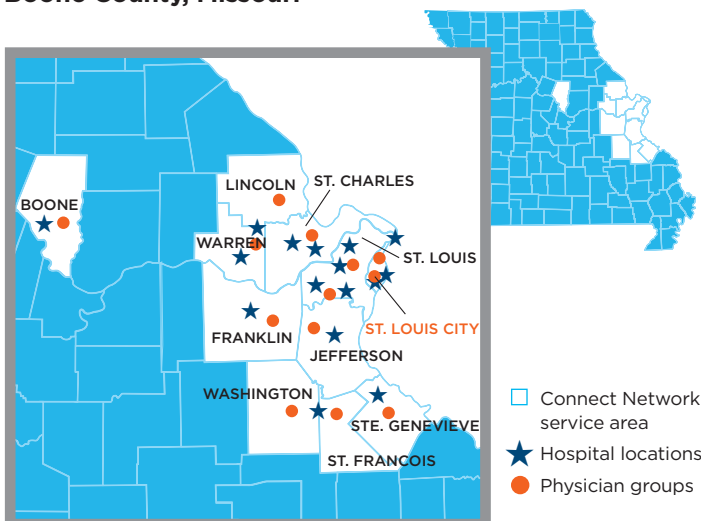 Boone County, Missouri
LINCOLN
ST. CHARLES
BOONE
WARREN
ST. LOUIS
ST. LOUIS CITY
FRANKLIN
JEFFERSON
WASHINGTON
STE. GENEVIEVE
ST. FRANCOIS
Connect Network
service area
Hospital locations
Physician groups